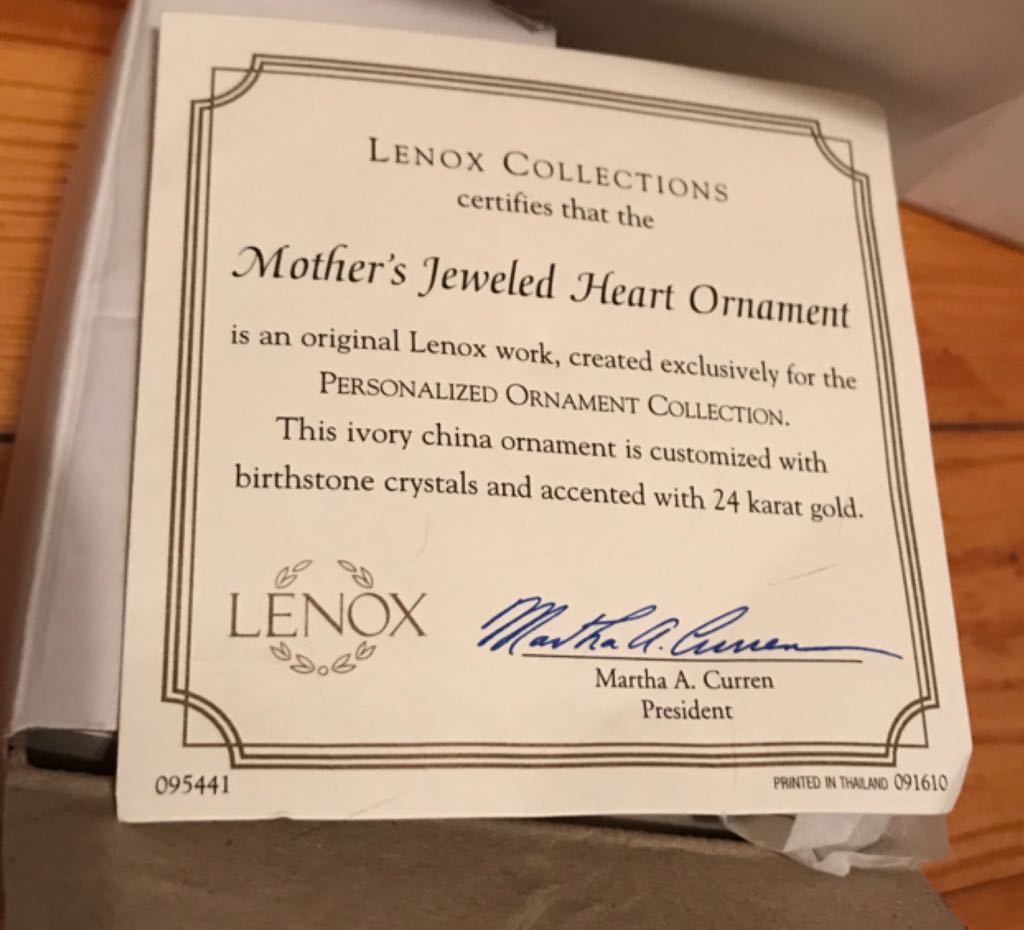 LENOX COLLECTIONS
certifies that the
Mother's Jeweled Heart Ornament
is an original Lenox work, created exclusively for the
PERSONALIZED ORNAMENT COLLECTION.
This ivory china ornament is customized with
birthstone crystals and accented with 24 karat gold.
LENOX
Martha A. Curren
Martha A. Curren
President
095441
PRINTED IN THAILAND 091610